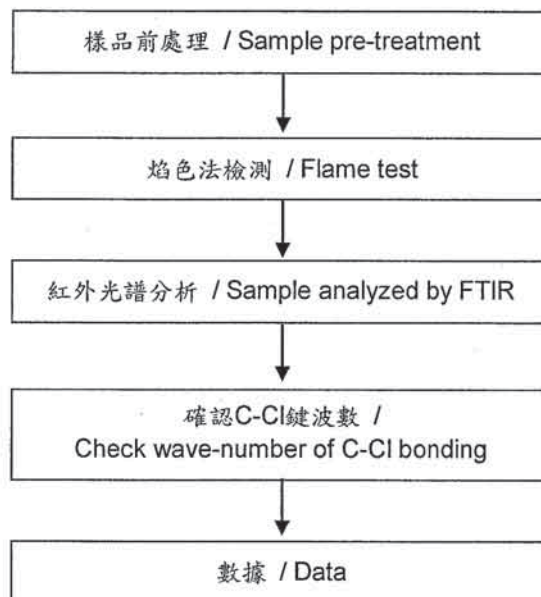 樣品前處理 / Sample pre-treatment
焰色法檢測 / Flame test
紅外光譜分析 / Sample analyzed by FTIR
確認C-Cl鍵波數 /
Check wave-number of C-Cl bonding
數據 / Data